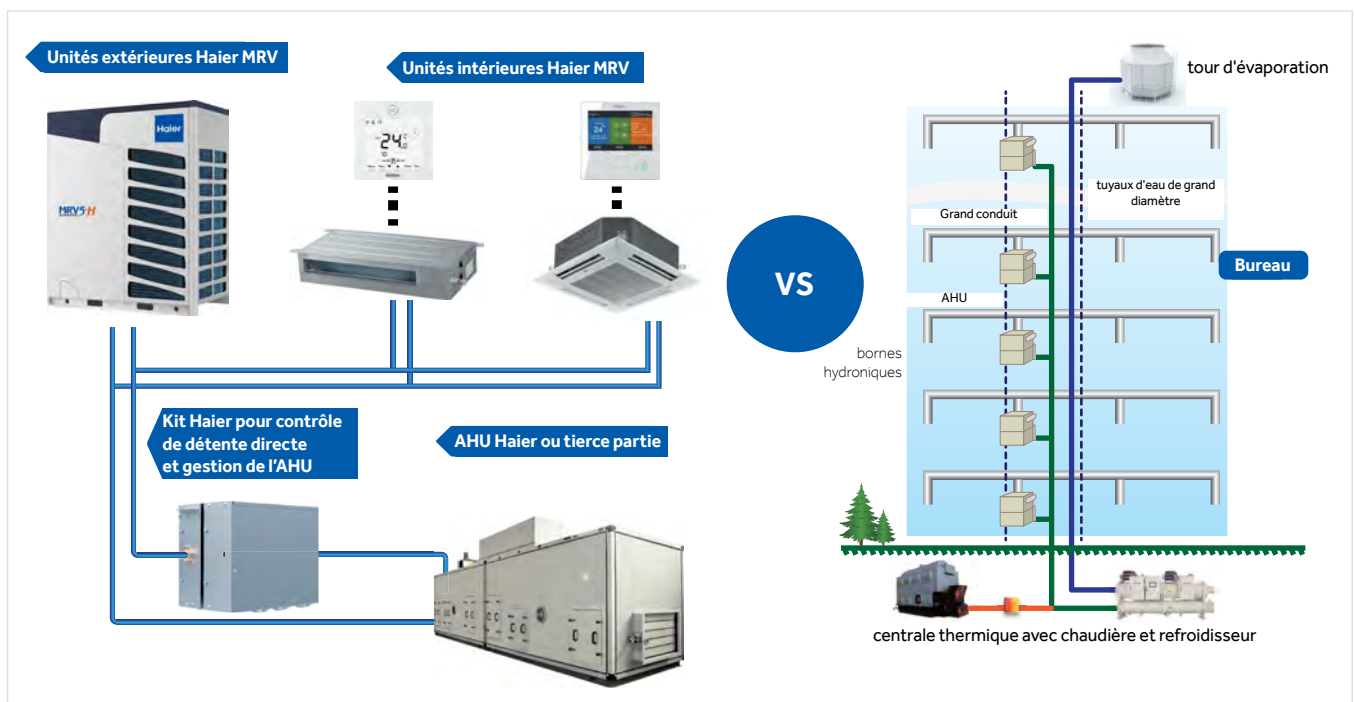 Unités extérieures Haier MRV
Unités intérieures Haier MRV
Haier
MRV5-H
24
24
Kit Haier pour contrôle
de détente directe
et gestion de l'AHU
AHU Haier ou tierce partie
VS
tour d'évaporation
tuyaux d'eau de grand
diamètre
Grand conduit
Bureau
AHU
bornes
hydroniques
centrale thermique avec chaudière et refroidisseur